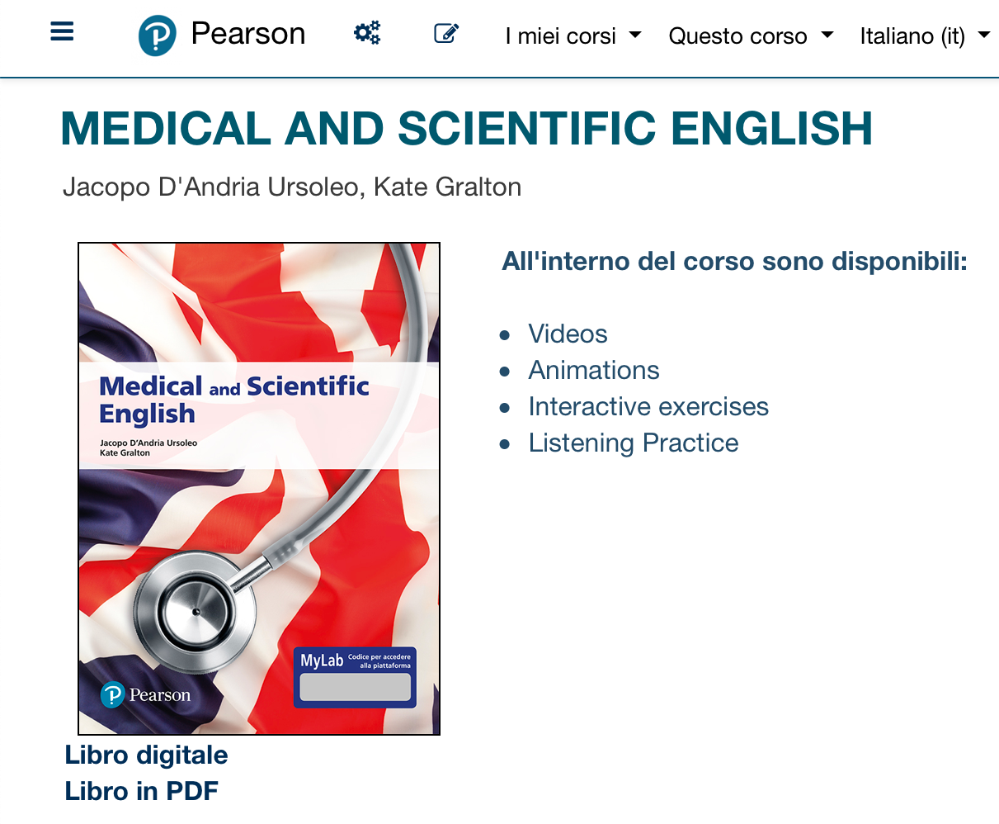 Pearson
I miei corsi
Questo corso
Italiano (it)
MEDICAL AND SCIENTIFIC ENGLISH
Jacopo D'Andria Ursoleo, Kate Gralton
Medical and Scientific
English
Jacopo D'Andria Ursoleo
Kate Gralton
MyLab Codice per accedere
alla piattaforma
Pearson
Libro digitale
Libro in PDF
All'interno del corso sono disponibili:
• Videos
• Animations
• Interactive exercises
• Listening Practice